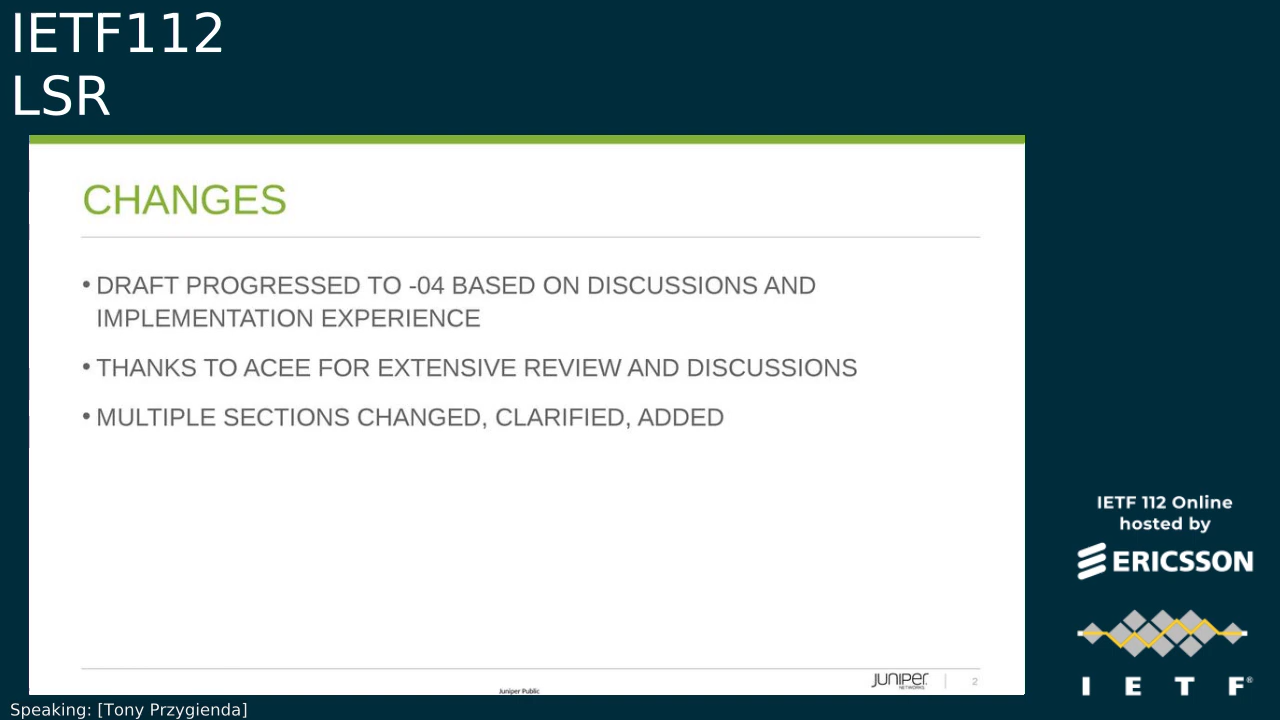 IETF112
LSR
CHANGES
• DRAFT PROGRESSED TO -04 BASED ON DISCUSSIONS AND
IMPLEMENTATION EXPERIENCE
• THANKS TO ACEE FOR EXTENSIVE REVIEW AND DISCUSSIONS
• MULTIPLE SECTIONS CHANGED, CLARIFIED, ADDED
IETF 112 Online
hosted by
ERICSSON
I E T F®
JUNIPER
NETWORKS
2
Juniper Public
Speaking: [Tony Przygienda]